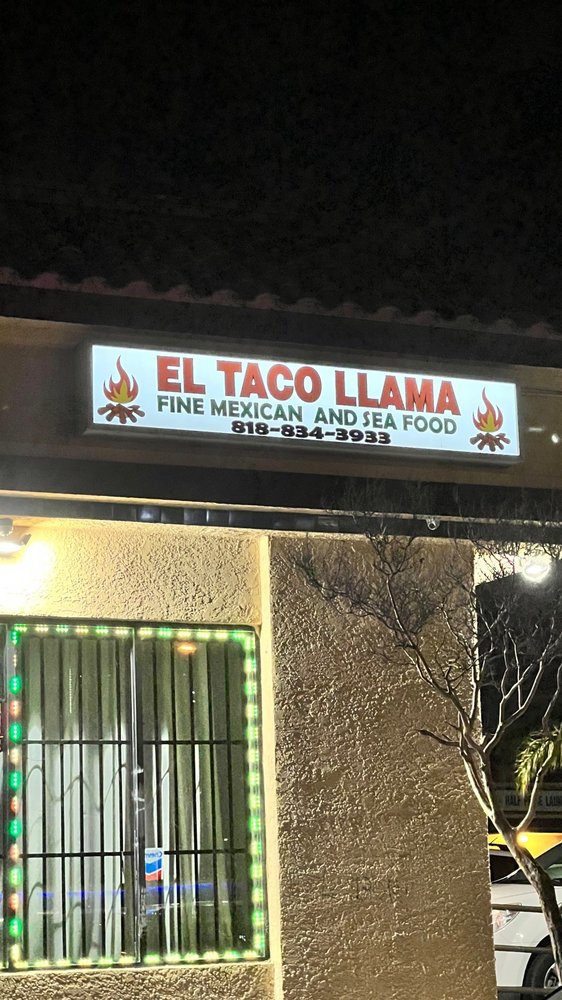 EL TACO LLAMA
FINE MEXICAN AND SEA FOOD
818-834-3933